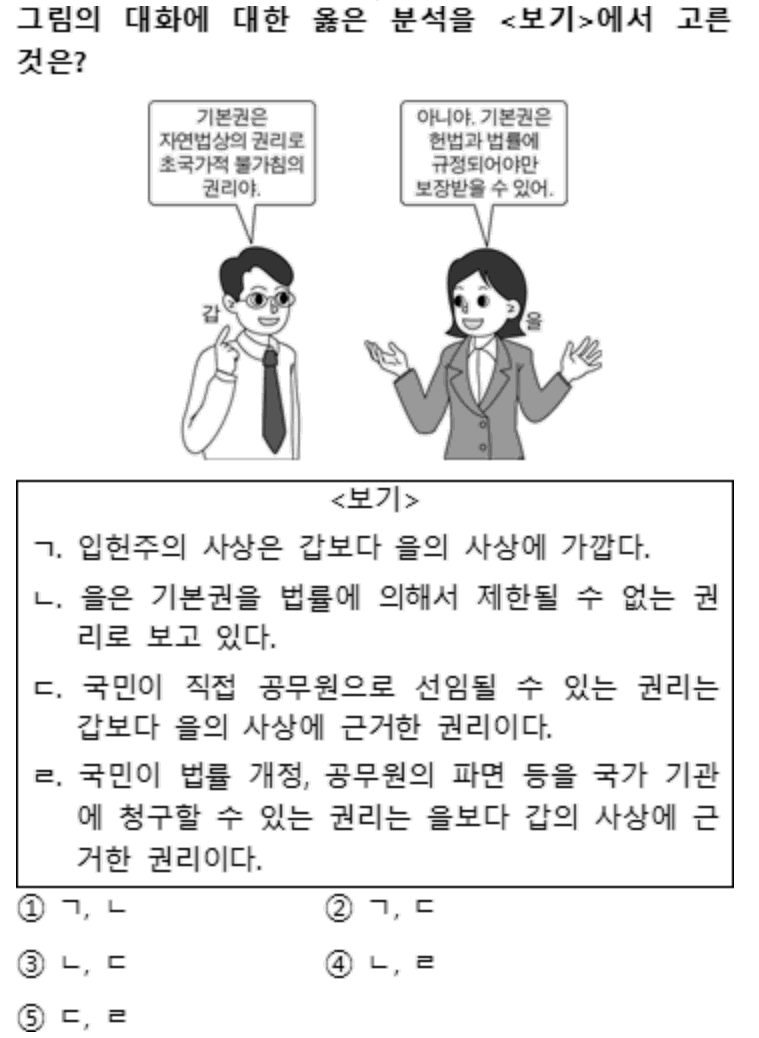 그림의 대화에 대한 옳은 분석을 <보기>에서 고른
것은?
기본권은
자연법상의 권리로
초국가적 불가침의
권리야.
아니야. 기본권은
헌법과 법률에
규정되어야만
보장받을 수 있어.
갑
을
<보기>
ㄱ. 입헌주의 사상은 갑보다 을의 사상에 가깝다.
ㄴ. 을은 기본권을 법률에 의해서 제한될 수 없는 권
리로 보고 있다.
ㄷ. 국민이 직접 공무원으로 선임될 수 있는 권리는
갑보다 을의 사상에 근거한 권리이다.
ㄹ. 국민이 법률 개정, 공무원의 파면 등을 국가 기관
에 청구할 수 있는 권리는 을보다 갑의 사상에 근
거한 권리이다.
① ㄱ, ㄴ ② ㄱ, ㄷ
③ ㄴ, ㄷ ④ ㄴ, ㄹ
⑤ ㄷ, ㄹ